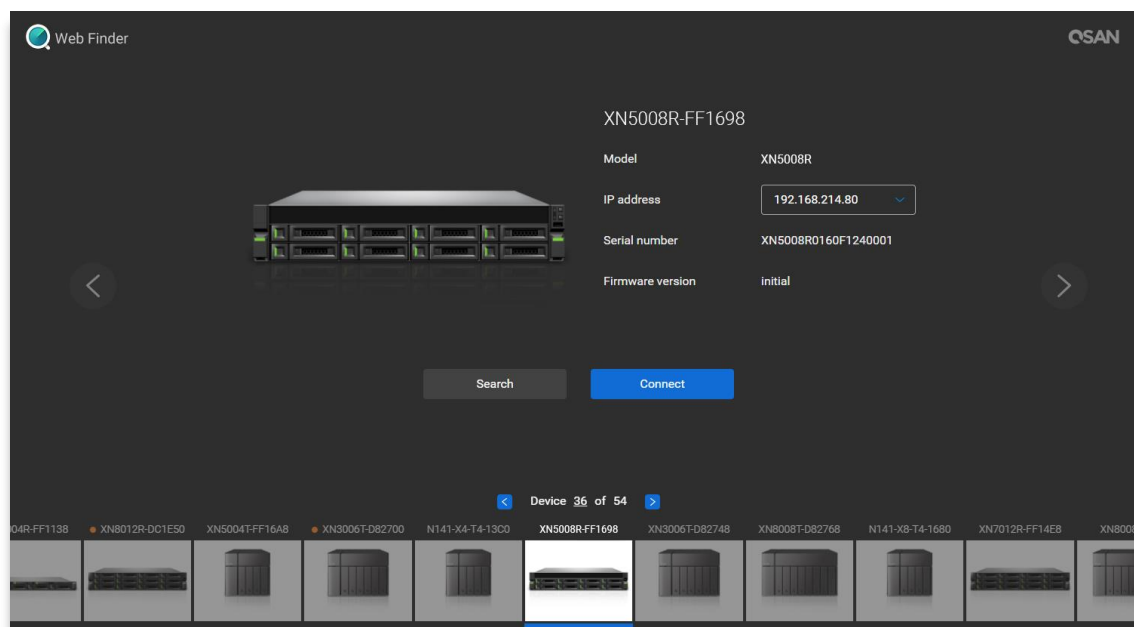 Web Finder
QSAN
XN5008R-FF1698
Model XN5008R
IP address 192.168.214.80
Serial number XN5008R0160F1240001
Firmware version initial
Search Connect
Device 36 of 54
04R-FF1138 XN8012R-DC1E50 XN5004T-FF16A8 XN3006T-D82700 N141-X4-T4-13C0 XN5008R-FF1698 XN3006T-D82748 XN8008T-D82768 N141-X8-T4-1680 XN7012R-FF14E8 XN8008